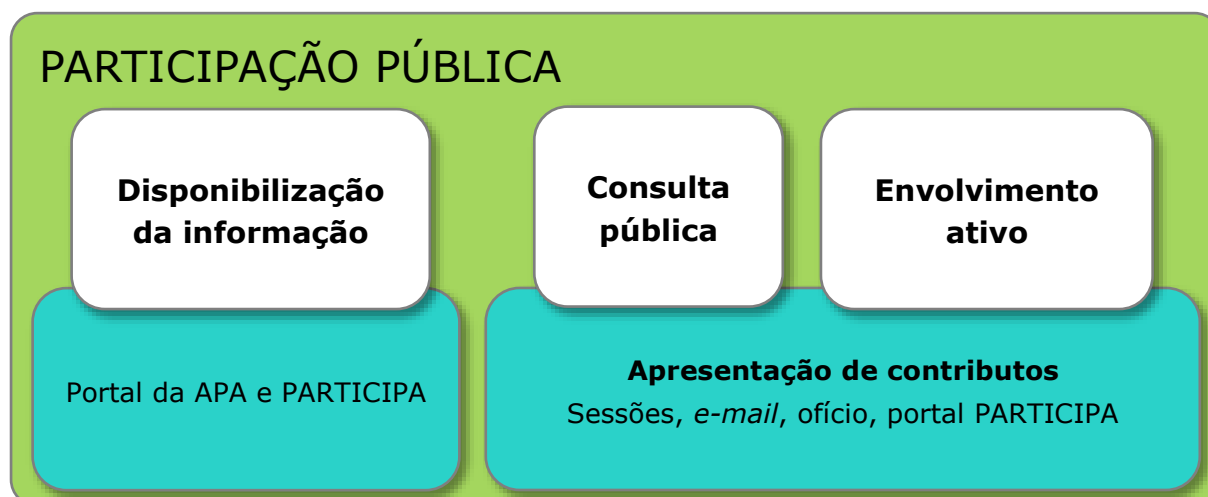 PARTICIPAÇÃO PÚBLICA
Disponibilização
da informação
Portal da APA e PARTICIPA
Consulta
pública
Envolvimento
ativo
Apresentação de contributos
Sessões, e-mail, ofício, portal PARTICIPA